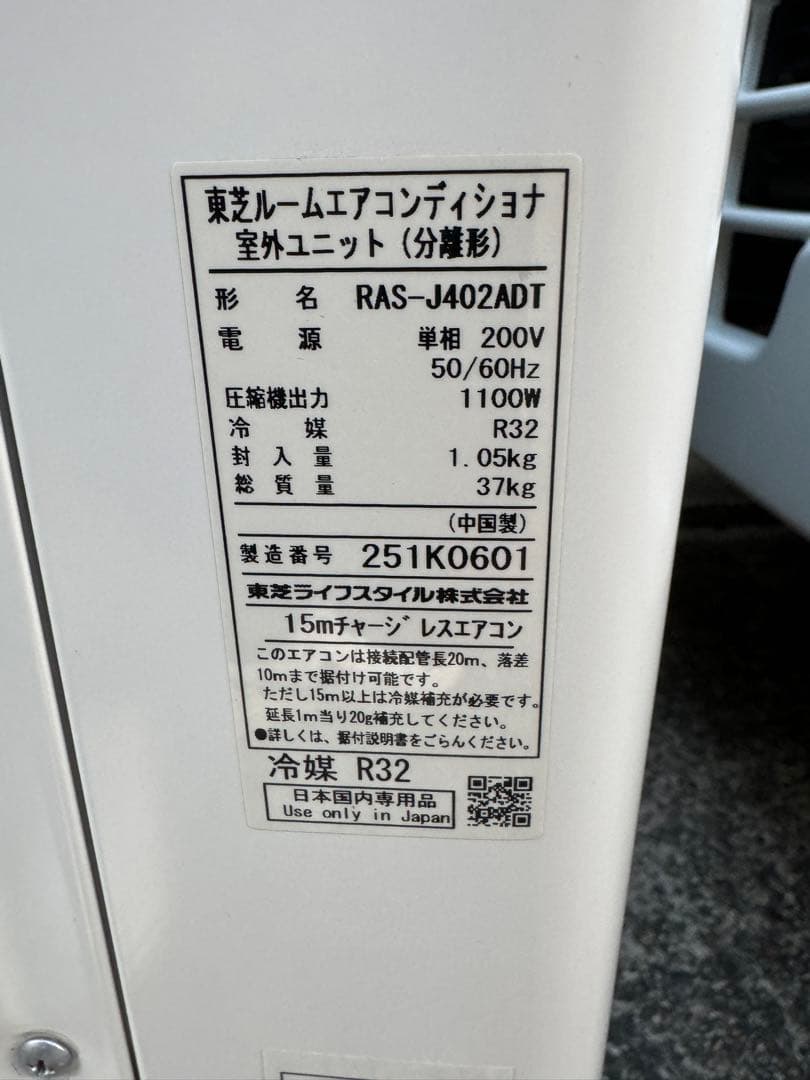 東芝ルームエアコンディショナ
室外ユニット(分離形)
形名 RAS-J402ADT
電源 単相 200V
50/60Hz
圧縮機出力 1100W
冷媒 R32
封入量 1.05kg
総質量 37kg
(中国製)
製造番号 251K0601
東芝ライフスタイル株式会社
15mチャージレスエアコン
このエアコンは接続配管長20m、落差
10mまで据付け可能です。
ただし15m以上は冷媒補充が必要です。
延長1m当り20g補充してください。
●詳しくは、据付説明書をごらんください。
冷媒 R32
日本国内専用品
Use only in Japan